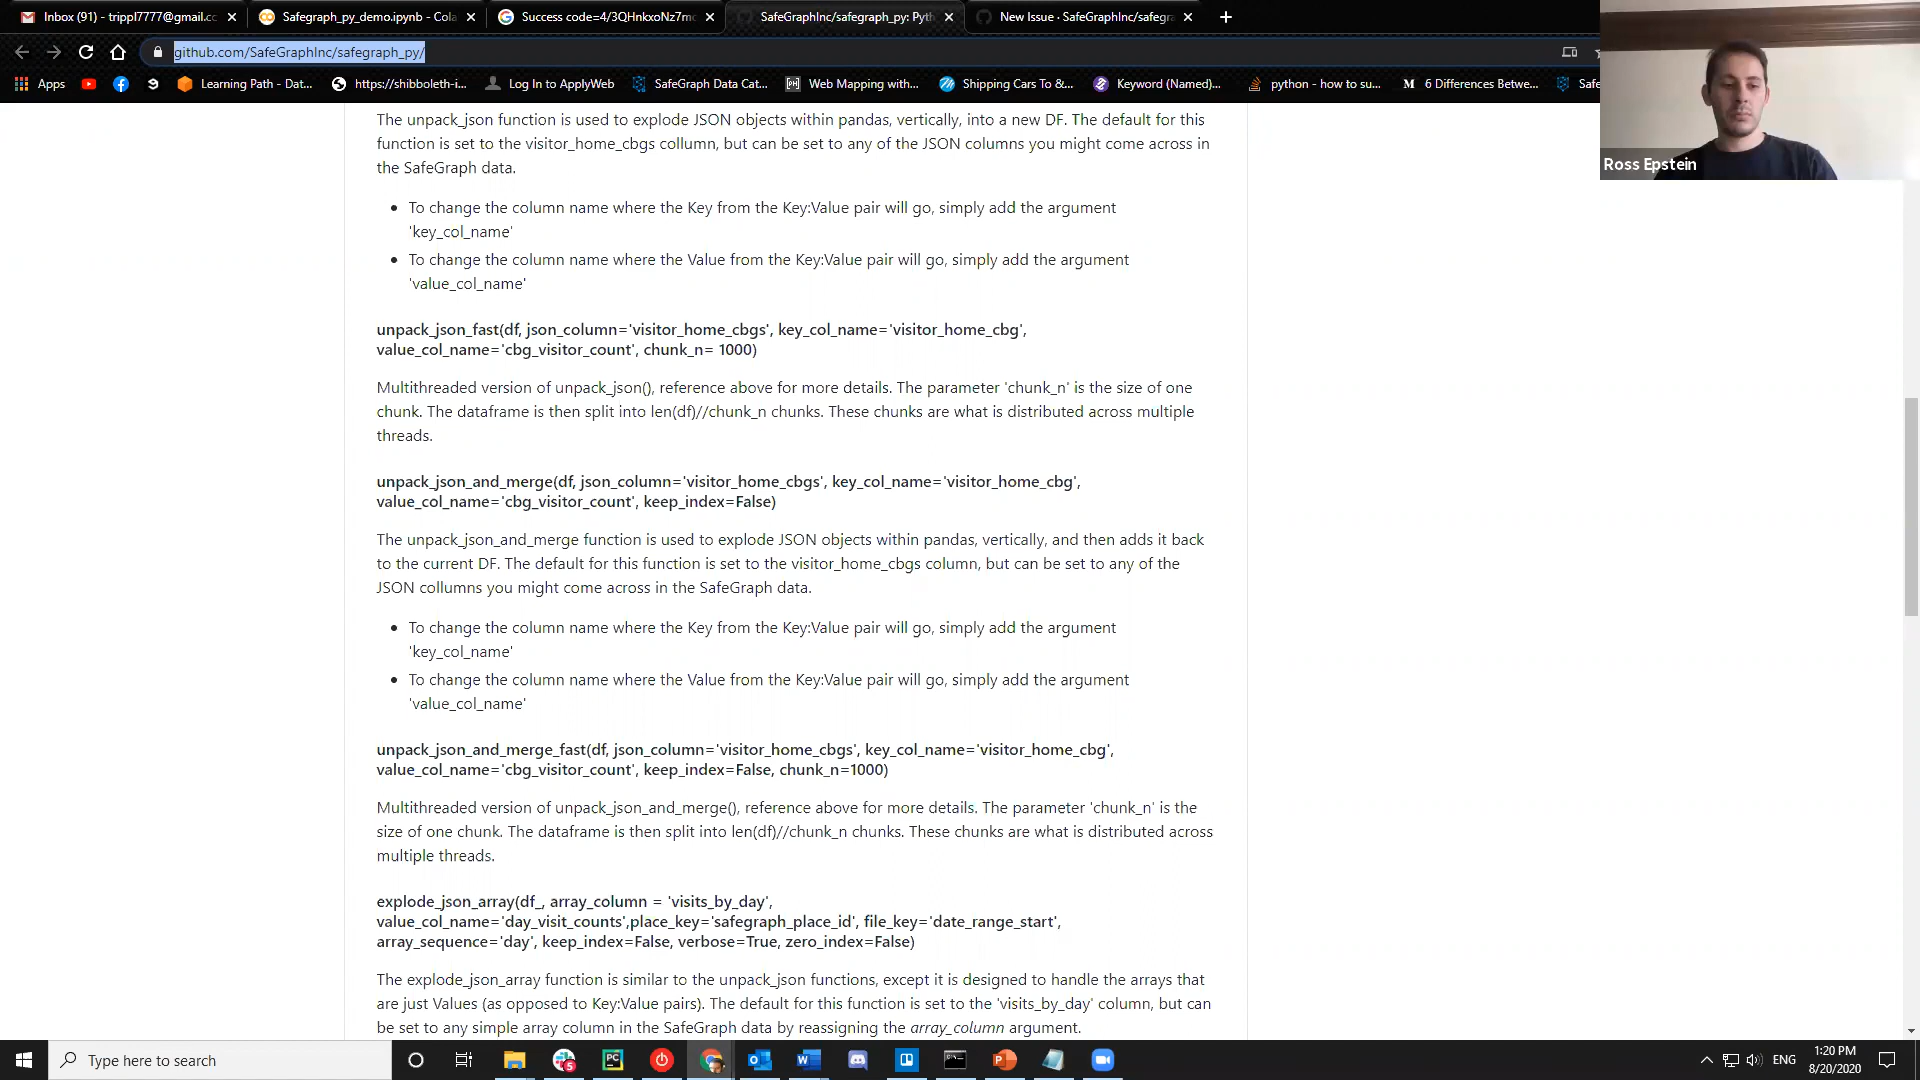 Inbox (91) - trippl7777@gmail.cc
Safegraph_py_demo.ipynb - Cola
Success code=4/3QHnkxoNz7mc
SafeGraphInc/safegraph_py: Pyth
New Issue · SafeGraphInc/safegra
github.com/SafeGraphInc/safegraph_py/
Apps
Learning Path - Dat...
https://shibboleth-i...
Log In to ApplyWeb
SafeGraph Data Cat...
Web Mapping with...
Shipping Cars To &...
Keyword (Named)...
python - how to su...
6 Differences Betwe...
Safe
Ross Epstein
The unpack_json function is used to explode JSON objects within pandas, vertically, into a new DF. The default for this
function is set to the visitor_home_cbgs collumn, but can be set to any of the JSON columns you might come across in
the SafeGraph data.
• To change the column name where the Key from the Key:Value pair will go, simply add the argument
'key_col_name'
• To change the column name where the Value from the Key:Value pair will go, simply add the argument
'value_col_name'
unpack_json_fast(df, json_column='visitor_home_cbgs', key_col_name='visitor_home_cbg',
value_col_name='cbg_visitor_count', chunk_n= 1000)
Multithreaded version of unpack_json(), reference above for more details. The parameter 'chunk_n' is the size of one
chunk. The dataframe is then split into len(df)//chunk_n chunks. These chunks are what is distributed across multiple
threads.
unpack_json_and_merge(df, json_column='visitor_home_cbgs', key_col_name='visitor_home_cbg',
value_col_name='cbg_visitor_count', keep_index=False)
The unpack_json_and_merge function is used to explode JSON objects within pandas, vertically, and then adds it back
to the current DF. The default for this function is set to the visitor_home_cbgs column, but can be set to any of the
JSON collumns you might come across in the SafeGraph data.
• To change the column name where the Key from the Key:Value pair will go, simply add the argument
'key_col_name'
• To change the column name where the Value from the Key:Value pair will go, simply add the argument
'value_col_name'
unpack_json_and_merge_fast(df, json_column='visitor_home_cbgs', key_col_name='visitor_home_cbg',
value_col_name='cbg_visitor_count', keep_index=False, chunk_n=1000)
Multithreaded version of unpack_json_and_merge(), reference above for more details. The parameter 'chunk_n' is the
size of one chunk. The dataframe is then split into len(df)//chunk_n chunks. These chunks are what is distributed across
multiple threads.
explode_json_array(df_, array_column = 'visits_by_day',
value_col_name='day_visit_counts',place_key='safegraph_place_id', file_key='date_range_start',
array_sequence='day', keep_index=False, verbose=True, zero_index=False)
The explode_json_array function is similar to the unpack_json functions, except it is designed to handle the arrays that
are just Values (as opposed to Key:Value pairs). The default for this function is set to the 'visits_by_day' column, but can
be set to any simple array column in the SafeGraph data by reassigning the array_column argument.
Type here to search
ENG
1:20 PM
8/20/2020